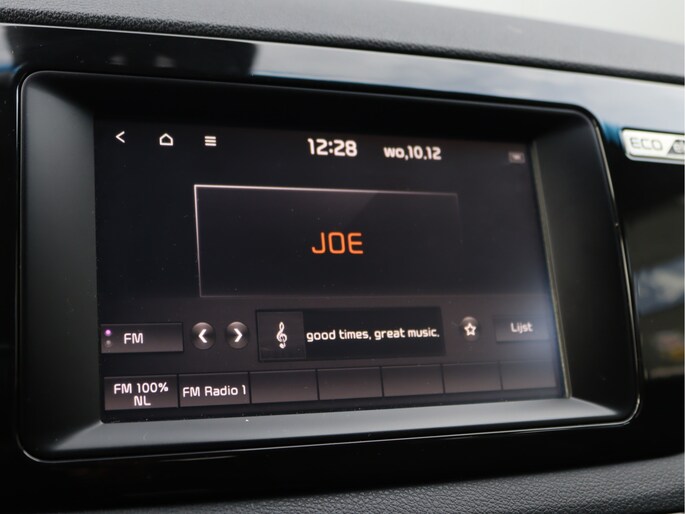 12:28 wo,10.12
ECO
JOE
FM
good times, great music.
Lijst
FM 100%
NL
FM Radio 1